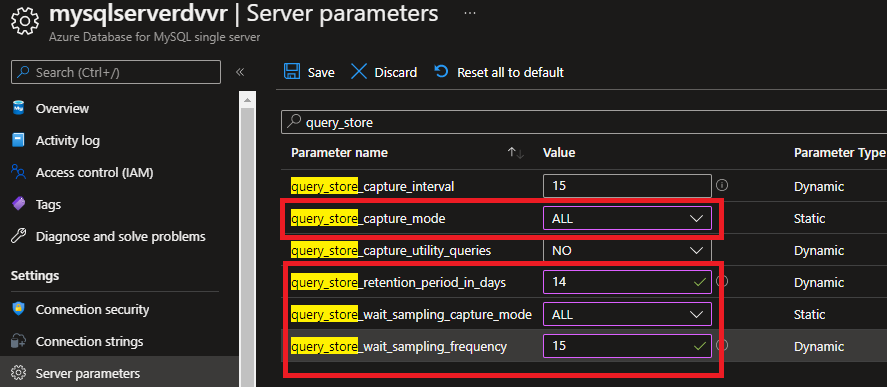 mysqlserverdvvr | Server parameters ...
Azure Database for MySQL single server
Search (Ctrl+/) «
Overview
Activity log
Access control (IAM)
Tags
Diagnose and solve problems
Settings
Connection security
Connection strings
Server parameters
Save Discard Reset all to default
query_store
Parameter name ↑↓ Value Parameter Type
query_store_capture_interval 15 Dynamic
query_store_capture_mode ALL Static
query_store_capture_utility_queries NO Dynamic
query_store_retention_period_in_days 14 Dynamic
query_store_wait_sampling_capture_mode ALL Static
query_store_wait_sampling_frequency 15 Dynamic